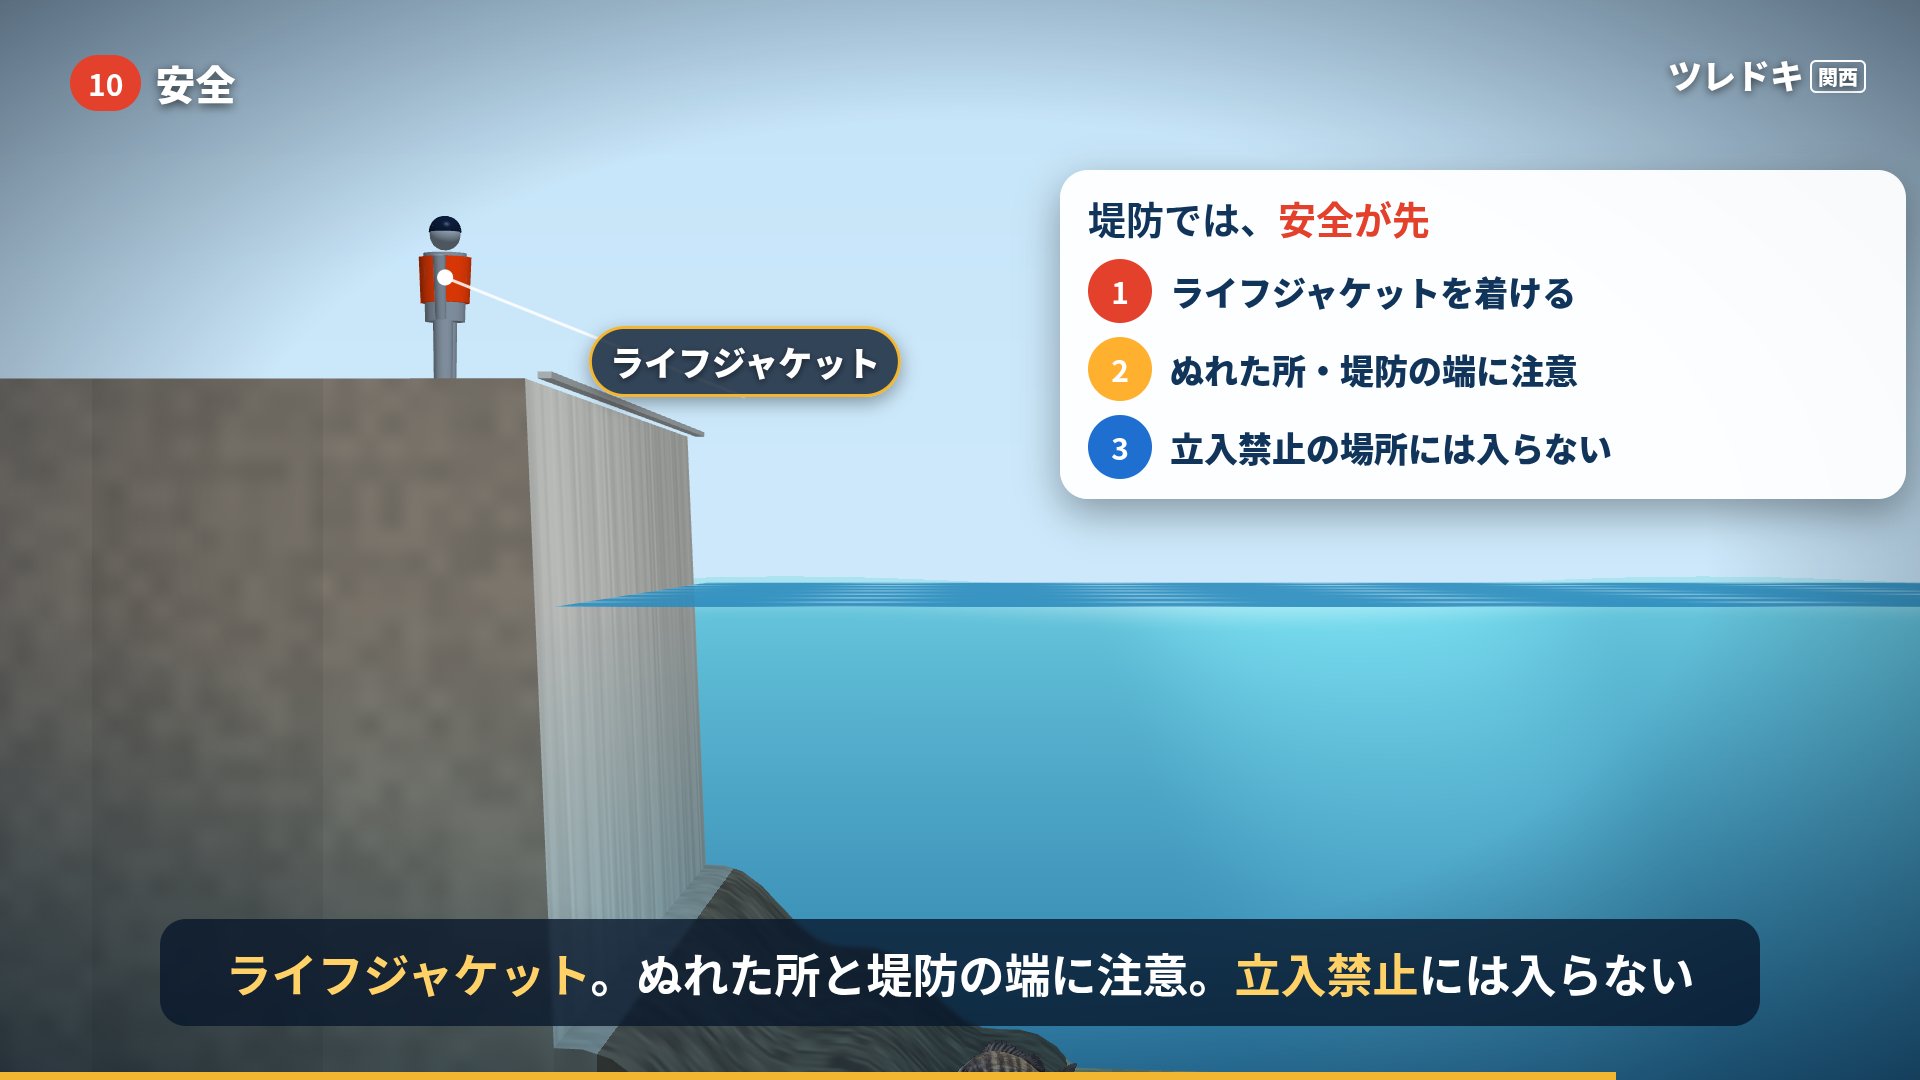 10 安全
ツレドキ 関西
堤防では、安全が先
1 ライフジャケットを着ける
2 ぬれた所・堤防の端に注意
3 立入禁止の場所には入らない
ライフジャケット
ライフジャケット。ぬれた所と堤防の端に注意。立入禁止には入らない